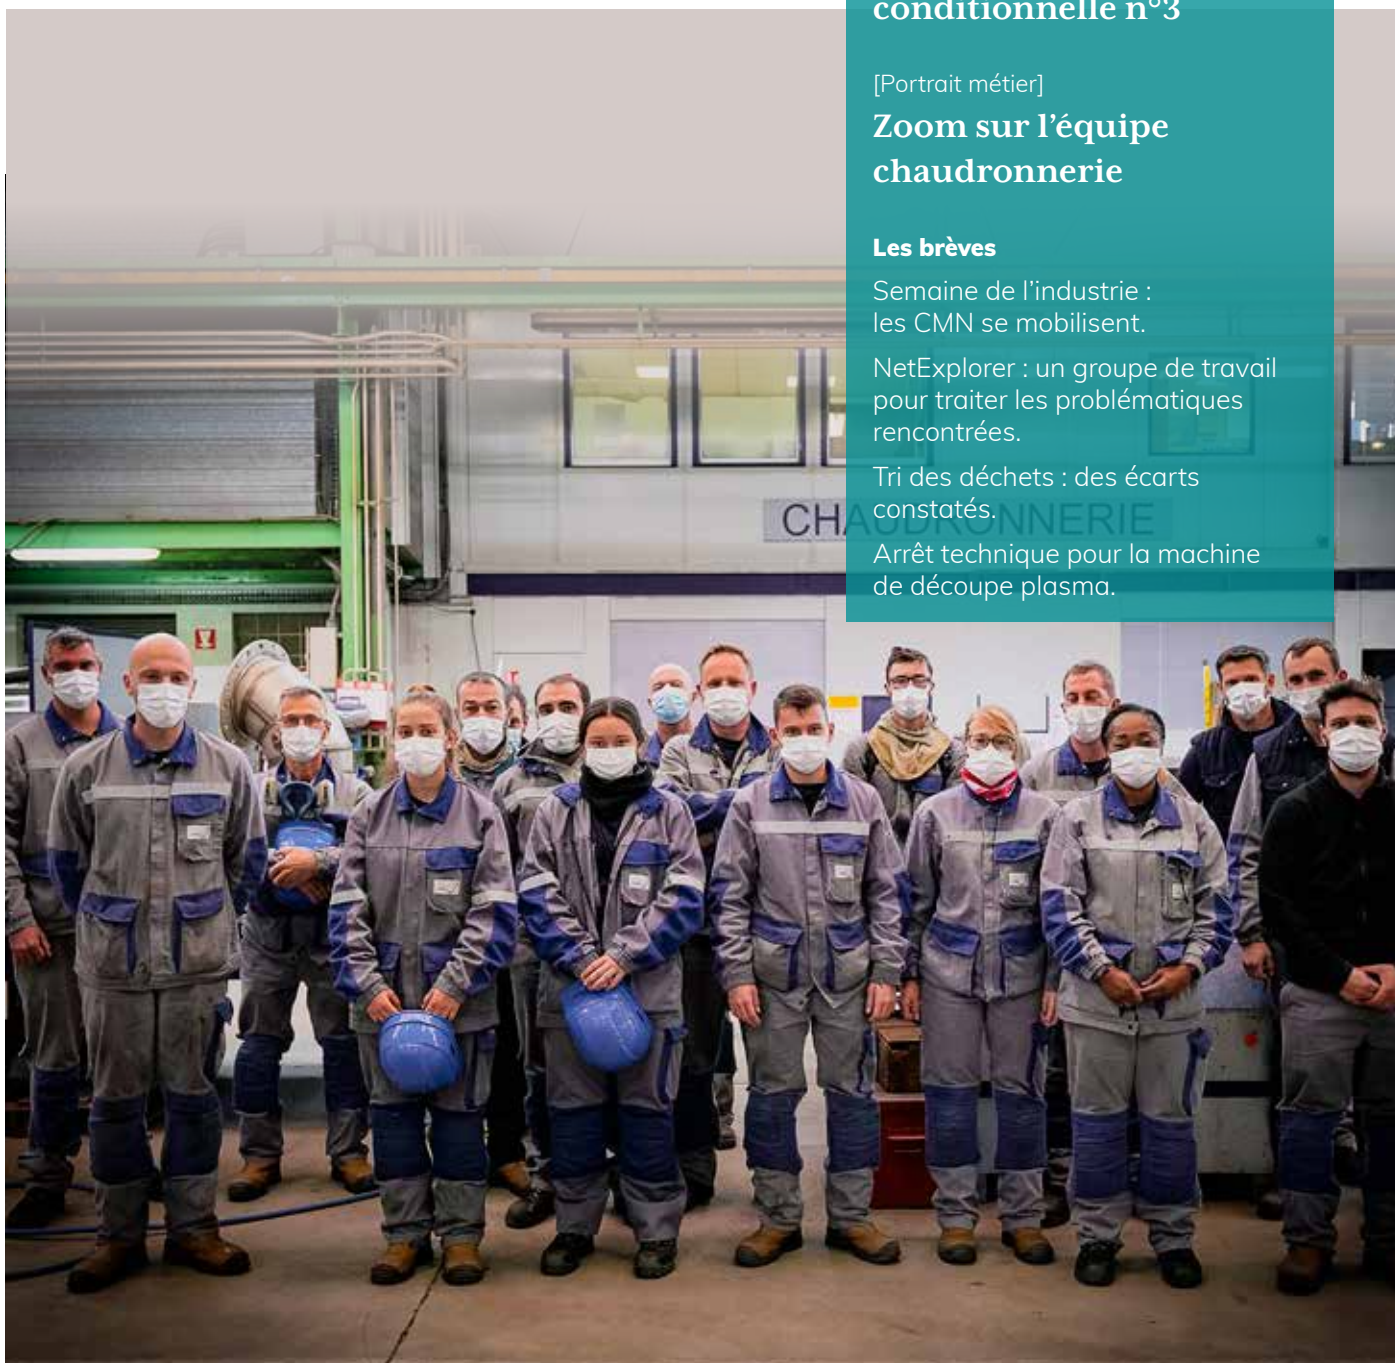 conditionnelle n°3
[Portrait métier]
Zoom sur l’équipe
chaudronnerie
Les brèves
Semaine de l’industrie :
les CMN se mobilisent.
NetExplorer : un groupe de travail
pour traiter les problématiques
rencontrées.
Tri des déchets : des écarts
constatés.
Arrêt technique pour la machine
de découpe plasma.
CHAUDRONNERIE